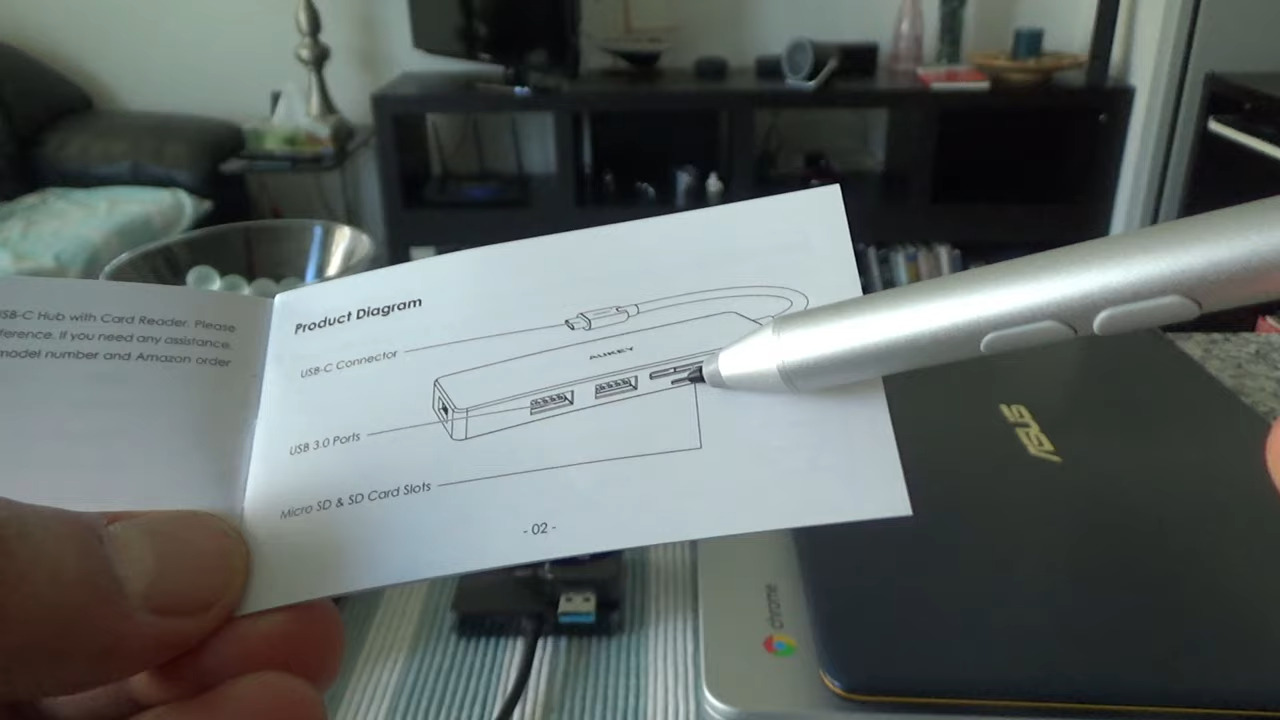 USB-C Hub with Card Reader. Please
ference. If you need any assistance,
model number and Amazon order
Product Diagram
USB-C Connector
AUKEY
USB 3.0 Ports
Micro SD & SD Card Slots
- 02 -
ASUS
chrome